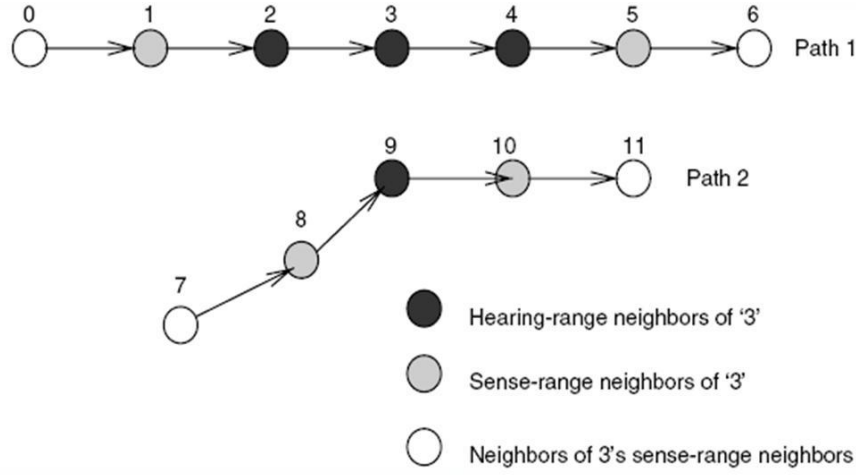 0 1 2 3 4 5 6
Path 1
9 10 11
Path 2
8
7
Hearing-range neighbors of ‘3’
Sense-range neighbors of ‘3’
Neighbors of 3’s sense-range neighbors